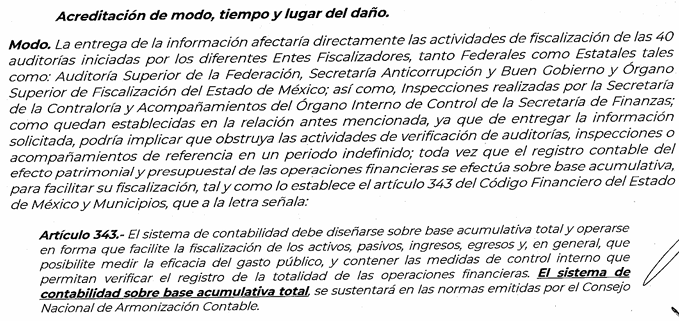 Acreditación de modo, tiempo y lugar del daño.
Modo. La entrega de la información afectaría directamente las actividades de fiscalización de las 40
auditorías iniciadas por los diferentes Entes Fiscalizadores, tanto Federales como Estatales tales
como: Auditoría Superior de la Federación, Secretaría Anticorrupción y Buen Gobierno y Órgano
Superior de Fiscalización del Estado de México; así como, Inspecciones realizadas por la Secretaría
de la Contraloría y Acompañamientos del Órgano Interno de Control de la Secretaría de Finanzas;
como quedan establecidas en la relación antes mencionada, ya que de entregar la información
solicitada, podría implicar que obstruya las actividades de verificación de auditorías, inspecciones o
acompañamientos de referencia en un periodo indefinido; toda vez que el registro contable del
efecto patrimonial y presupuestal de las operaciones financieras se efectúa sobre base acumulativa,
para facilitar su fiscalización, tal y como lo establece el artículo 343 del Código Financiero del Estado
de México y Municipios, que a la letra señala:
Artículo 343.- El sistema de contabilidad debe diseñarse sobre base acumulativa total y operarse
en forma que facilite la fiscalización de los activos, pasivos, ingresos, egresos y, en general, que
posibilite medir la eficacia del gasto público, y contener las medidas de control interno que
permitan verificar el registro de la totalidad de las operaciones financieras. El sistema de
contabilidad sobre base acumulativa total, se sustentará en las normas emitidas por el Consejo
Nacional de Armonización Contable.